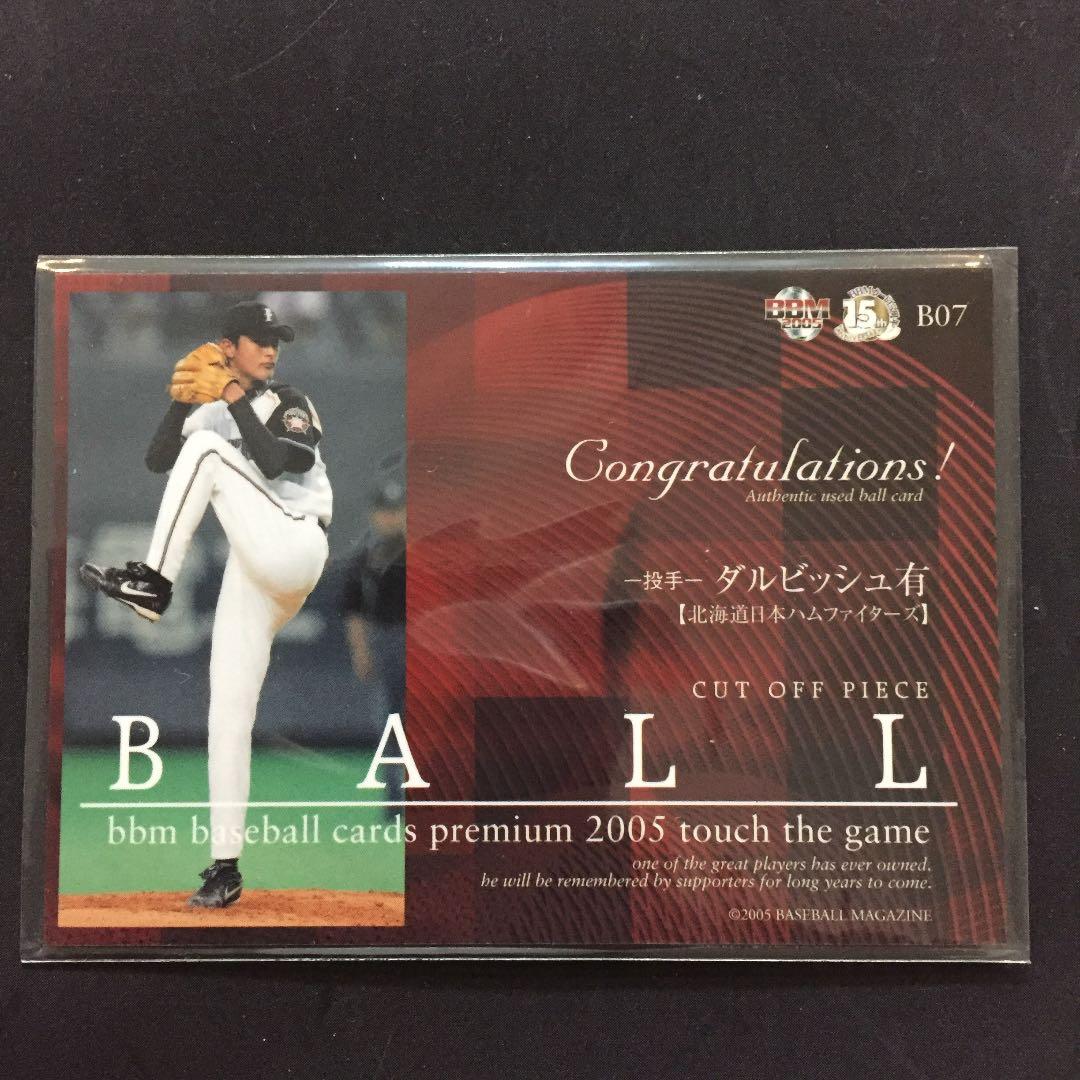 BBM
2005
15th
B07
Congratulations!
Authentic used ball card
ー投手ー ダルビッシュ有
【北海道日本ハムファイターズ】
CUT OFF PIECE
BALL
bbm baseball cards premium 2005 touch the game
one of the great players has ever owned.
he will be remembered by supporters for long years to come.
©2005 BASEBALL MAGAZINE